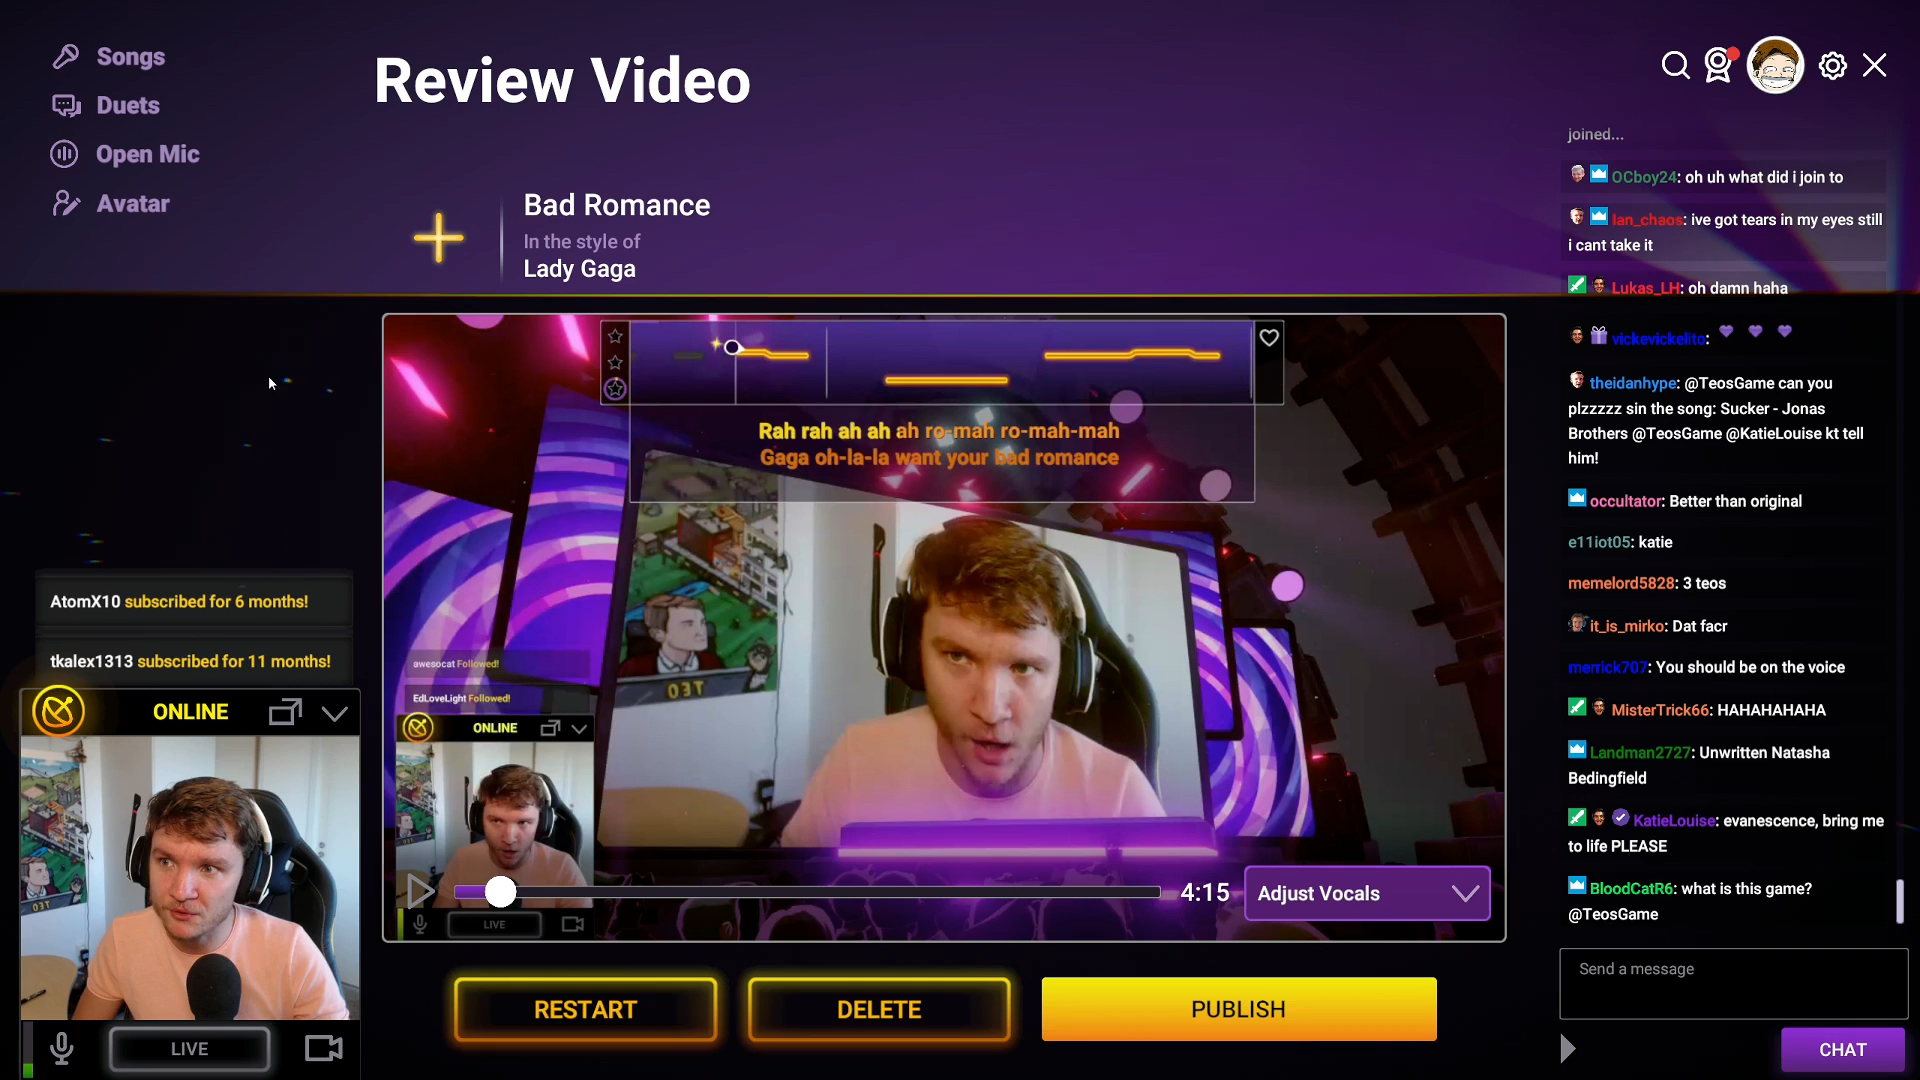 Songs
Duets
Open Mic
Avatar
Review Video
Bad Romance
In the style of
Lady Gaga
Rah rah ah ah ah ro-mah ro-mah-mah
Gaga oh-la-la want your bad romance
awesocat Followed!
EdLoveLight Followed!
ONLINE
LIVE
4:15
Adjust Vocals
RESTART
DELETE
PUBLISH
AtomX10 subscribed for 6 months!
tkalex1313 subscribed for 11 months!
ONLINE
LIVE
joined...
OCboy24: oh uh what did i join to
Ian_chaos: ive got tears in my eyes still
i cant take it
Lukas_LH: oh damn haha
vickevickelito:
theidanhype: @TeosGame can you
plzzzzz sin the song: Sucker - Jonas
Brothers @TeosGame @KatieLouise kt tell
him!
occultator: Better than original
e11iot05: katie
memelord5828: 3 teos
it_is_mirko: Dat facr
merrick707: You should be on the voice
MisterTrick66: HAHAHAHAHA
Landman2727: Unwritten Natasha
Bedingfield
KatieLouise: evanescence, bring me
to life PLEASE
BloodCatR6: what is this game?
@TeosGame
Send a message
CHAT